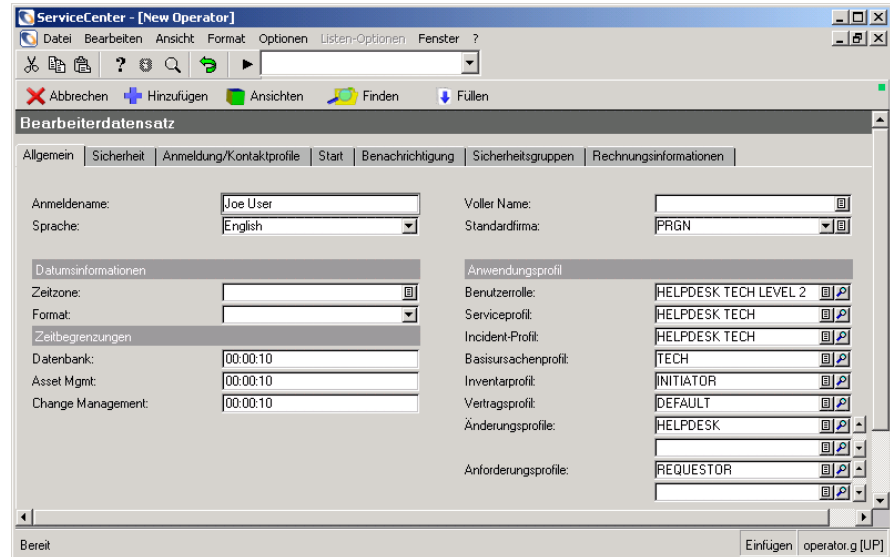 ServiceCenter - [New Operator]
Datei Bearbeiten Ansicht Format Optionen Listen-Optionen Fenster ?
Abbrechen Hinzufügen Ansichten Finden Füllen
Bearbeiterdatensatz
Allgemein Sicherheit Anmeldung/Kontaktprofile Start Benachrichtigung Sicherheitsgruppen Rechnungsinformationen
Anmeldename: Joe User Voller Name:
Sprache: English Standardfirma: PRGN
Datumsinformationen Anwendungsprofil
Zeitzone: Benutzerrolle: HELPDESK TECH LEVEL 2
Format: Serviceprofil: HELPDESK TECH
Zeitbegrenzungen Incident-Profil: HELPDESK TECH
Datenbank: 00:00:10 Basisursachenprofil: TECH
Asset Mgmt: 00:00:10 Inventarprofil: INITIATOR
Change Management: 00:00:10 Vertragsprofil: DEFAULT
Änderungsprofile: HELPDESK
Anforderungsprofile: REQUESTOR
Bereit Einfügen operator.g [UP]